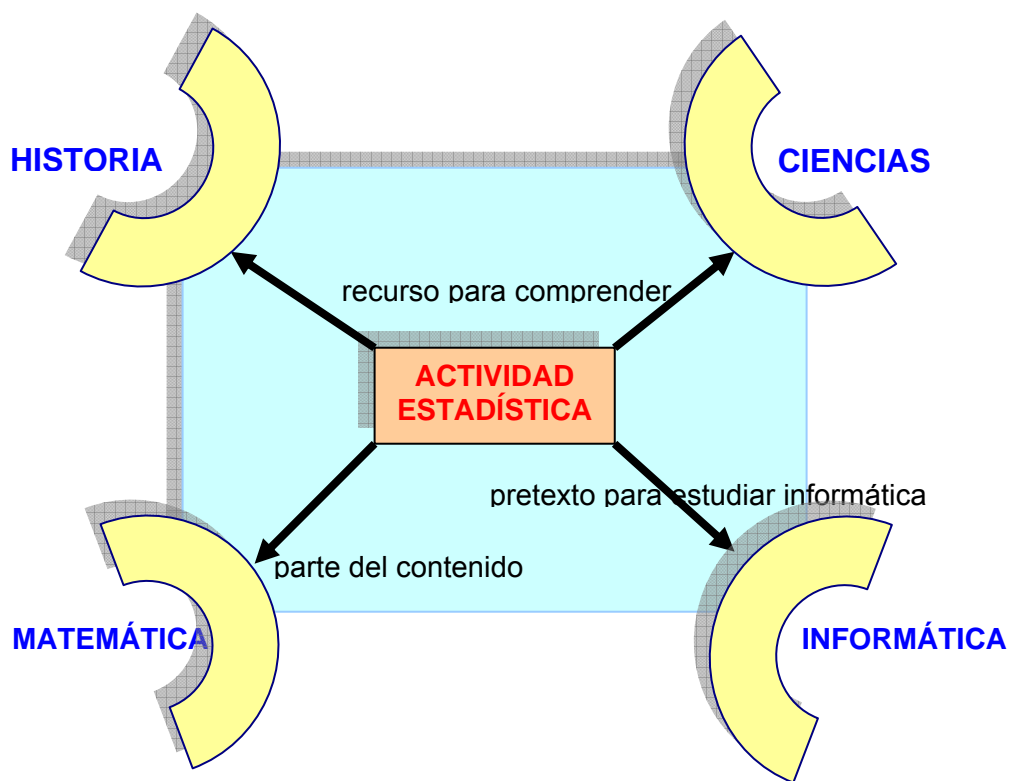 HISTORIA
CIENCIAS
recurso para comprender
ACTIVIDAD
ESTADÍSTICA
pretexto para estudiar informática
parte del contenido
MATEMÁTICA
INFORMÁTICA